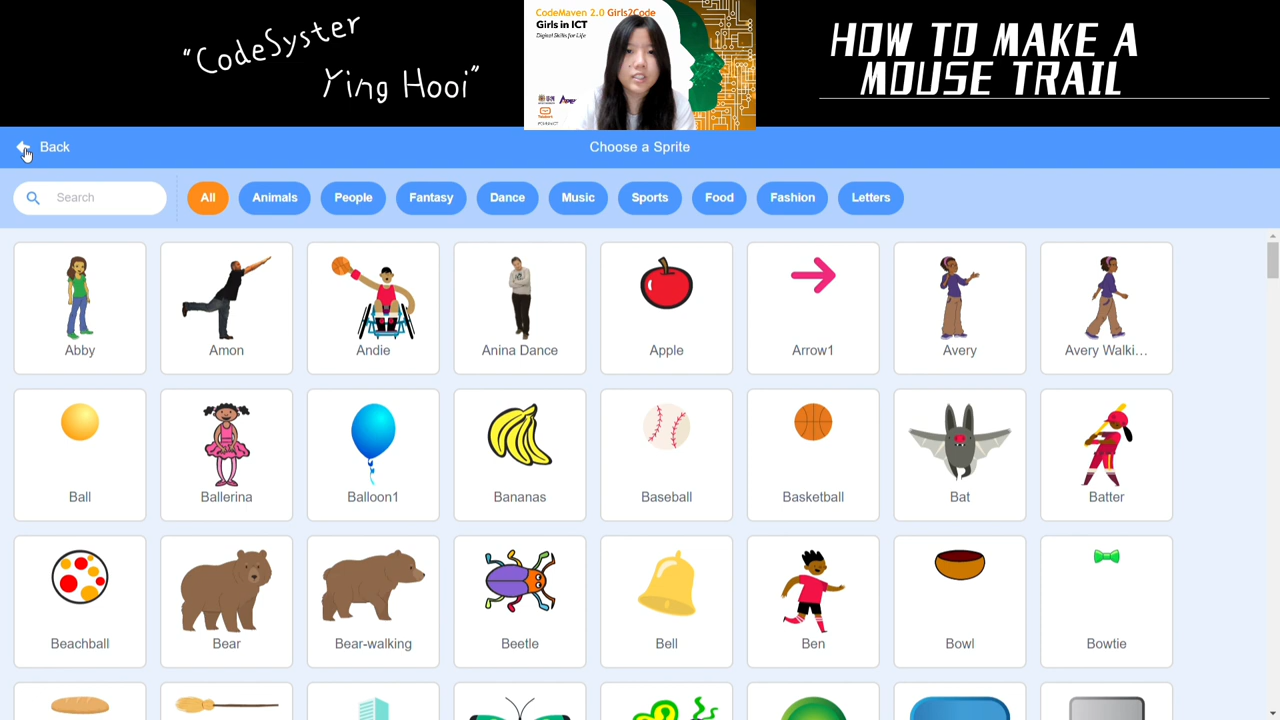 "CodeSyster
Ying Hooi"
CodeMaven 2.0 Girls2Code
Girls in ICT
Digital Skills for Life
HOW TO MAKE A
MOUSE TRAIL
Back
Choose a Sprite
Search
All
Animals
People
Fantasy
Dance
Music
Sports
Food
Fashion
Letters
Abby
Amon
Andie
Anina Dance
Apple
Arrow1
Avery
Avery Walki...
Ball
Ballerina
Balloon1
Bananas
Baseball
Basketball
Bat
Batter
Beachball
Bear
Bear-walking
Beetle
Bell
Ben
Bowl
Bowtie